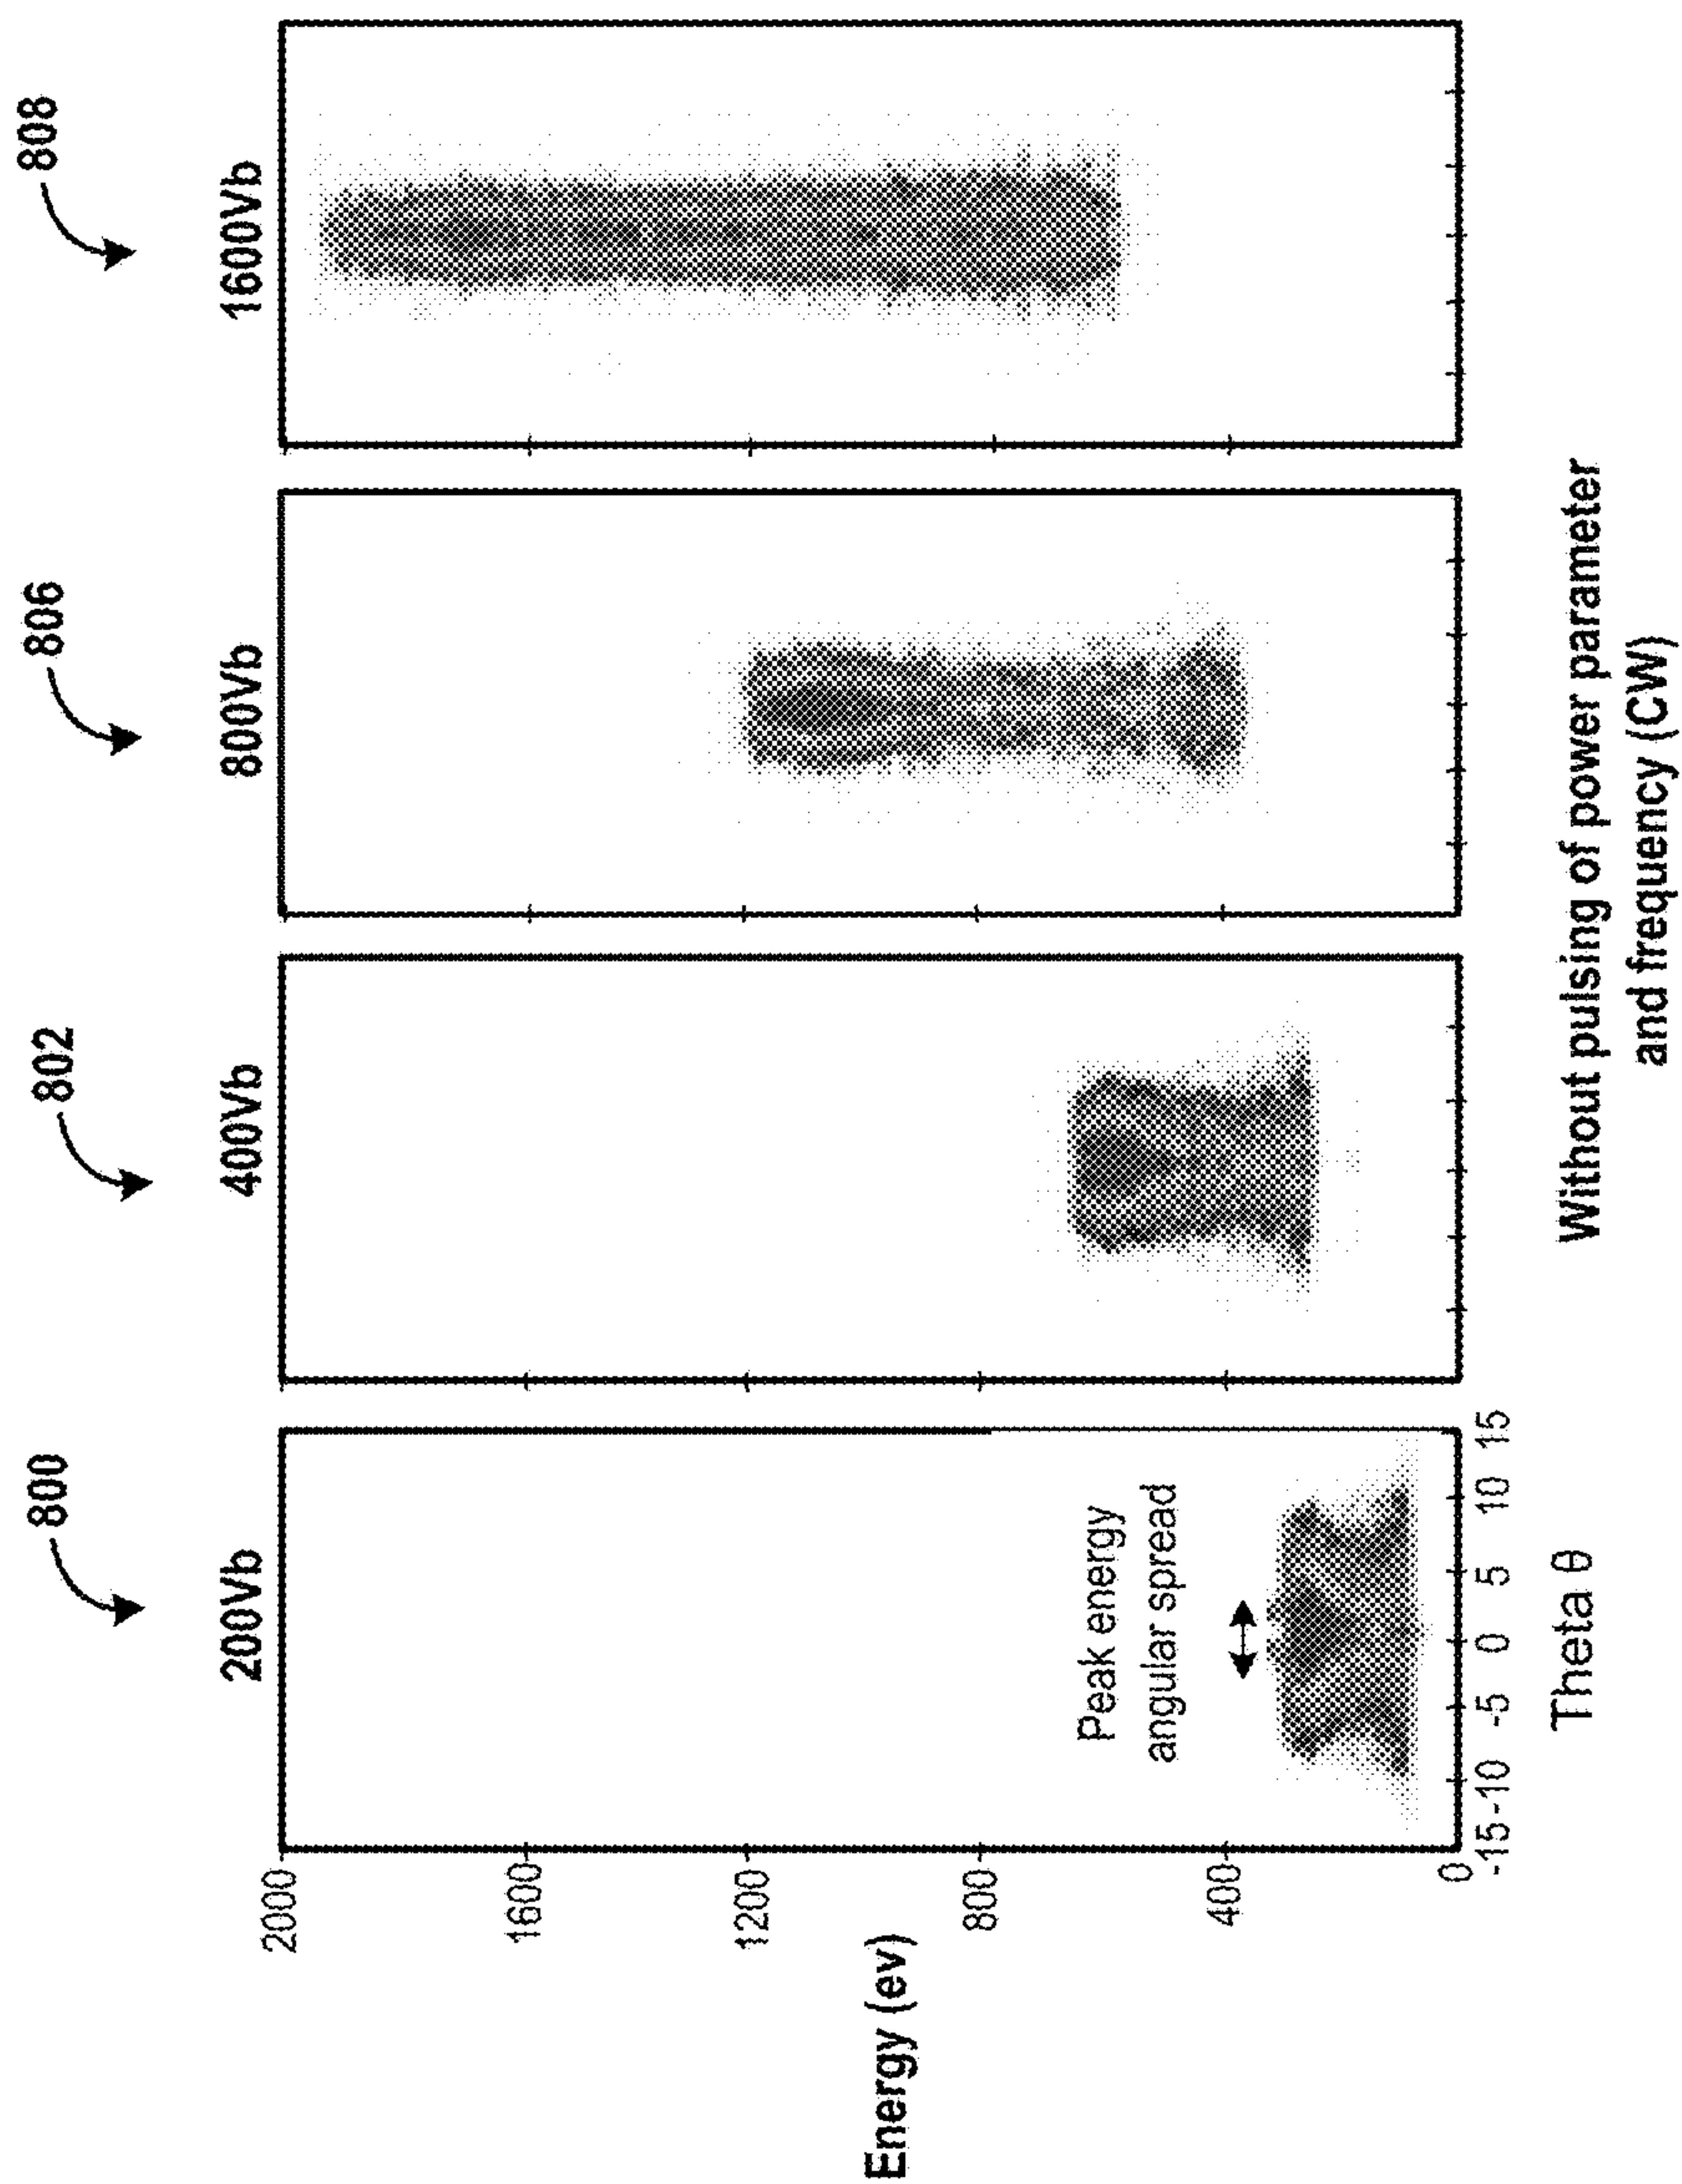 800
802
806
808
200Vb
400Vb
800Vb
1600Vb
2000
1600
1200
800
400
0
Energy (ev)
Peak energy
angular spread
-15 -10 -5 0 5 10 15
Theta θ
Without pulsing of power parameter
and frequency (CW)